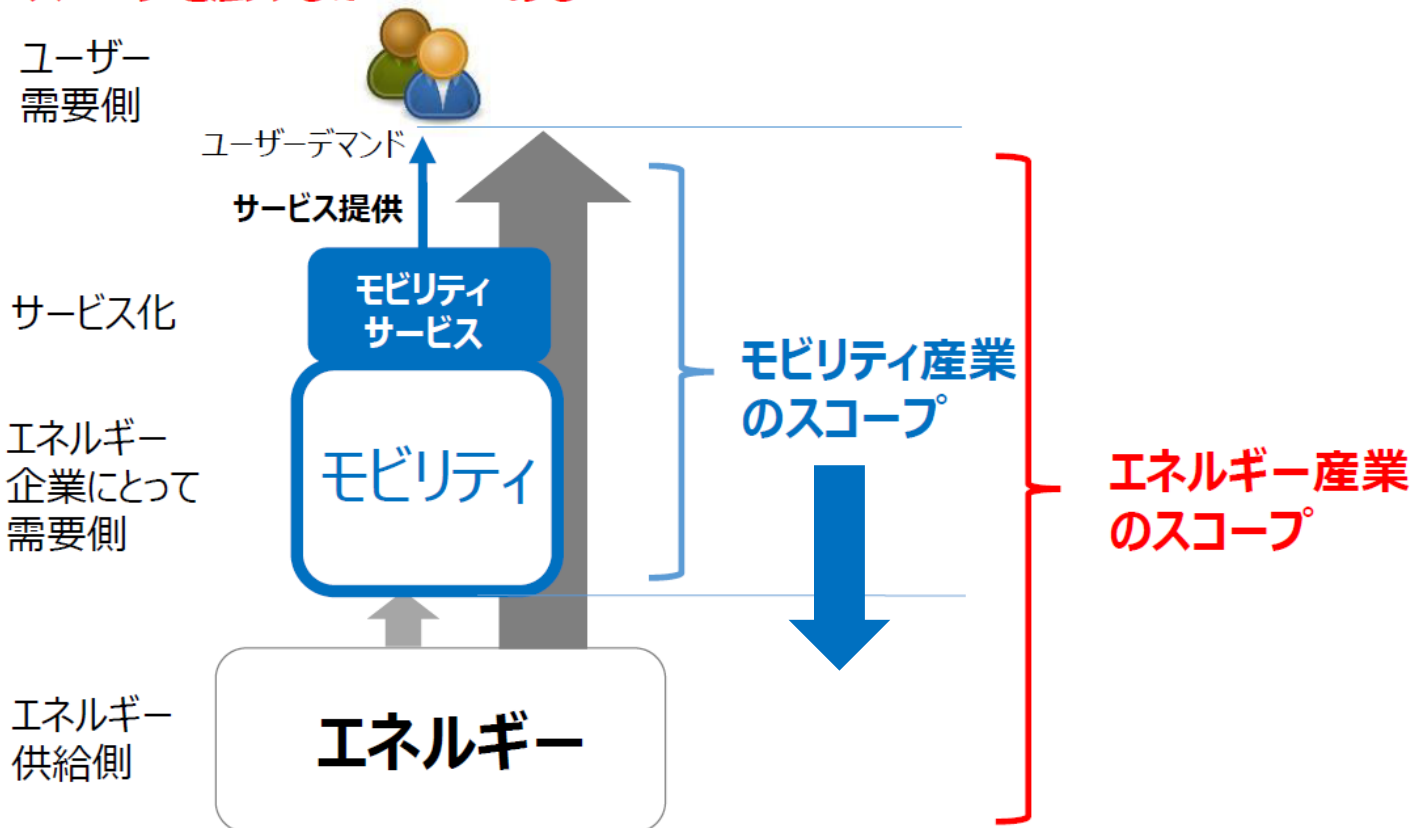 ユーザー
需要側
ユーザーデマンド
サービス提供
サービス化
モビリティ
サービス
モビリティ産業
のスコープ
エネルギー
企業にとって
需要側
モビリティ
エネルギー産業
のスコープ
エネルギー
供給側
エネルギー